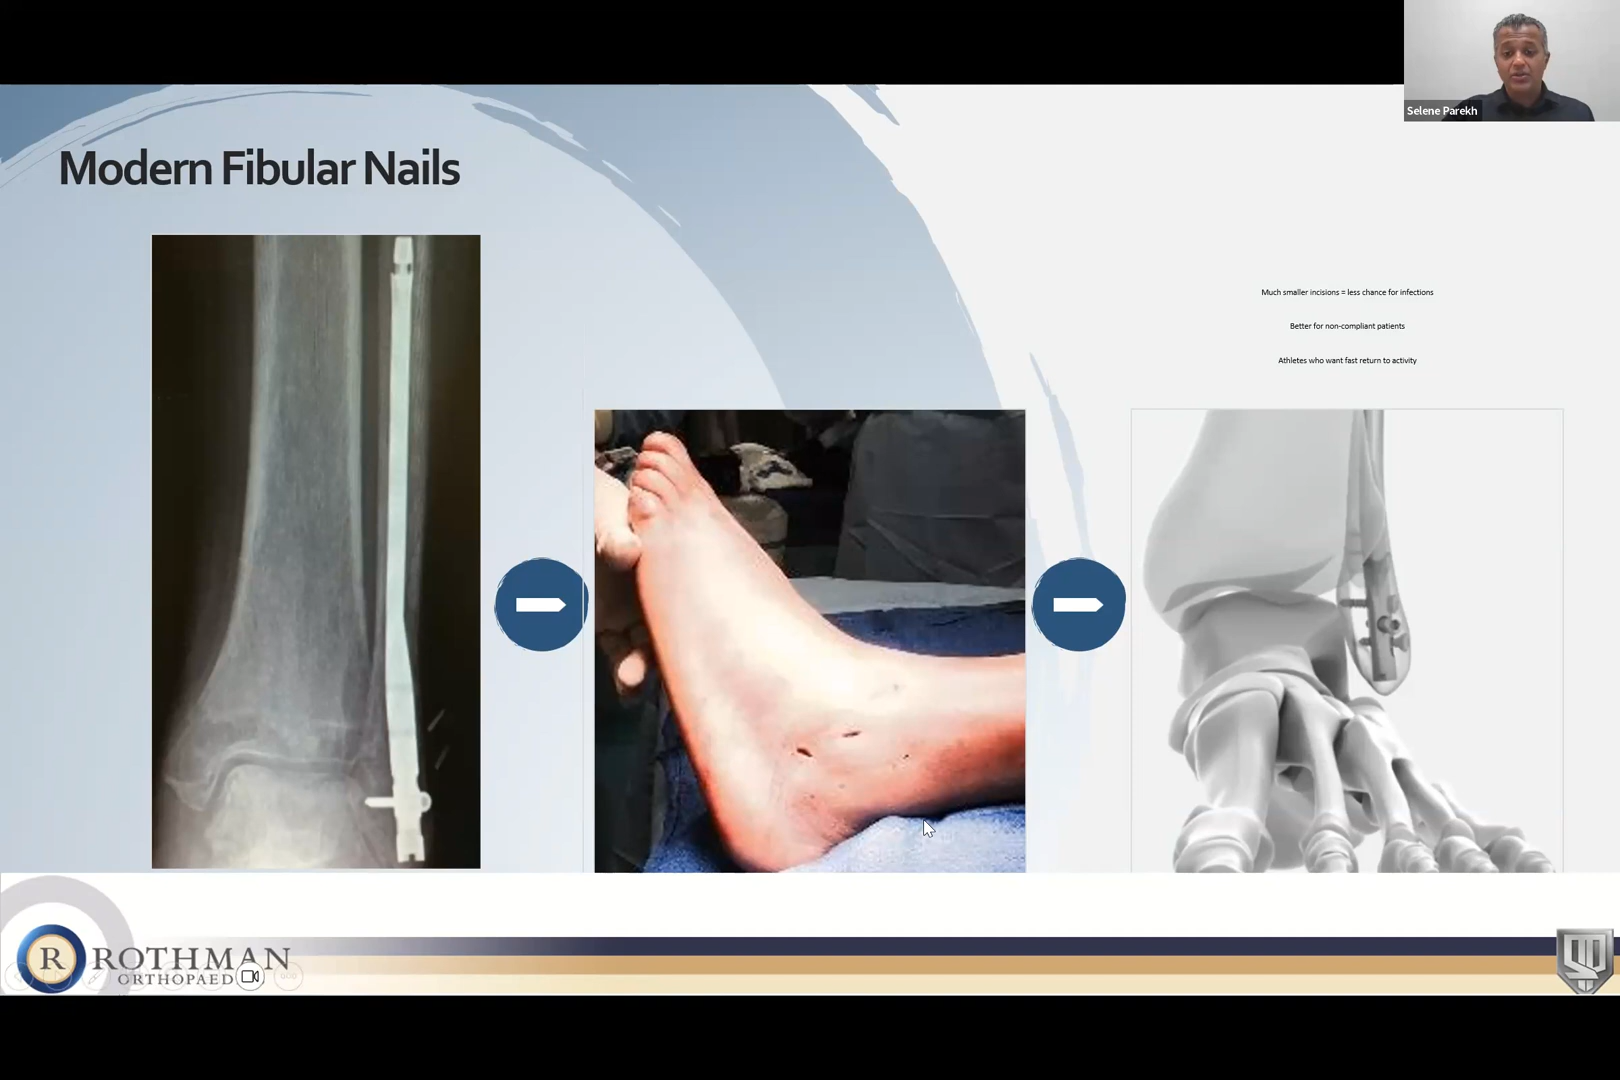 Selene Parekh
Modern Fibular Nails
Much smaller incisions = less chance for infections
Better for non-compliant patients
Athletes who want fast return to activity
R ROTHMAN
ORTHOPAED